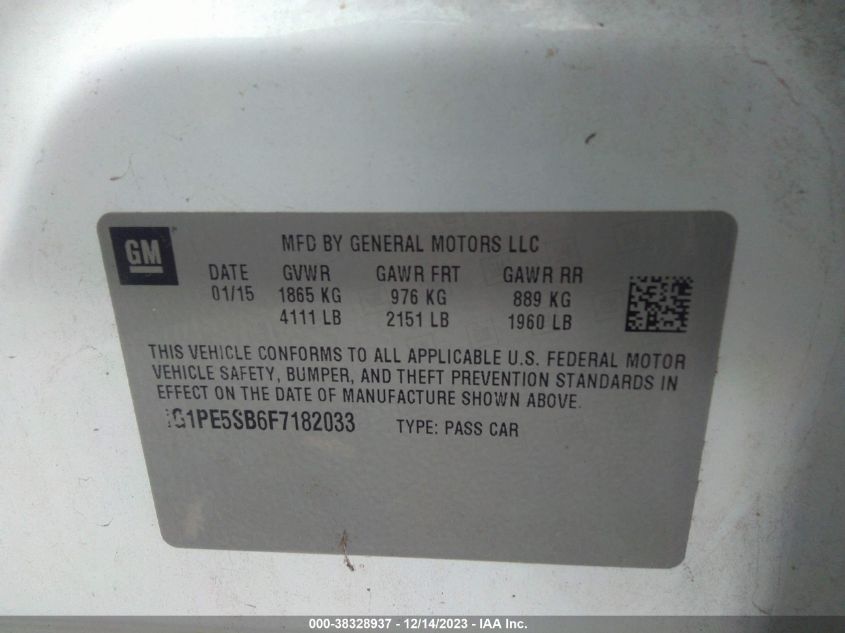 GM
MFD BY GENERAL MOTORS LLC
DATE GVWR GAWR FRT GAWR RR
01/15 1865 KG 976 KG 889 KG
4111 LB 2151 LB 1960 LB
THIS VEHICLE CONFORMS TO ALL APPLICABLE U.S. FEDERAL MOTOR
VEHICLE SAFETY, BUMPER, AND THEFT PREVENTION STANDARDS IN
EFFECT ON THE DATE OF MANUFACTURE SHOWN ABOVE.
G1PE5SB6F7182033 TYPE: PASS CAR
000-38328937 - 12/14/2023 - IAA Inc.